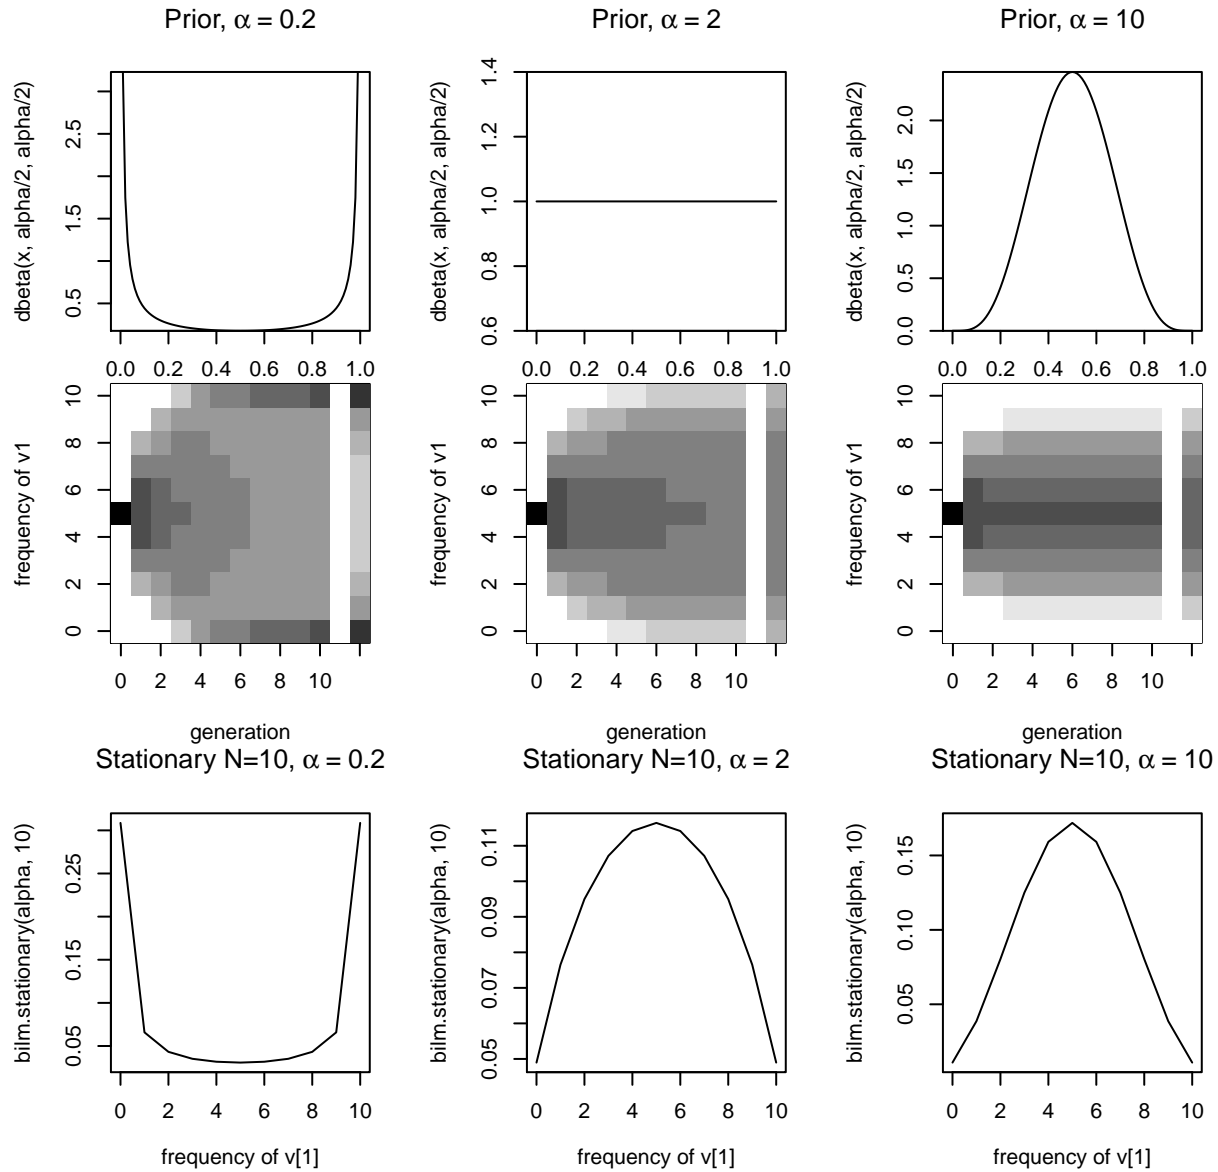 Prior, α = 0.2
Prior, α = 2
Prior, α = 10
dbeta(x, alpha/2, alpha/2)
0.5 1.5 2.5
0.0 0.2 0.4 0.6 0.8 1.0
dbeta(x, alpha/2, alpha/2)
0.6 0.8 1.0 1.2 1.4
0.0 0.2 0.4 0.6 0.8 1.0
dbeta(x, alpha/2, alpha/2)
0.0 0.5 1.0 1.5 2.0
0.0 0.2 0.4 0.6 0.8 1.0
frequency of v1
0 2 4 6 8 10
0 2 4 6 8 10
generation
frequency of v1
0 2 4 6 8 10
0 2 4 6 8 10
generation
frequency of v1
0 2 4 6 8 10
0 2 4 6 8 10
generation
Stationary N=10, α = 0.2
Stationary N=10, α = 2
Stationary N=10, α = 10
bilm.stationary(alpha, 10)
0.05 0.15 0.25
0 2 4 6 8 10
frequency of v[1]
bilm.stationary(alpha, 10)
0.05 0.07 0.09 0.11
0 2 4 6 8 10
frequency of v[1]
bilm.stationary(alpha, 10)
0.05 0.10 0.15
0 2 4 6 8 10
frequency of v[1]